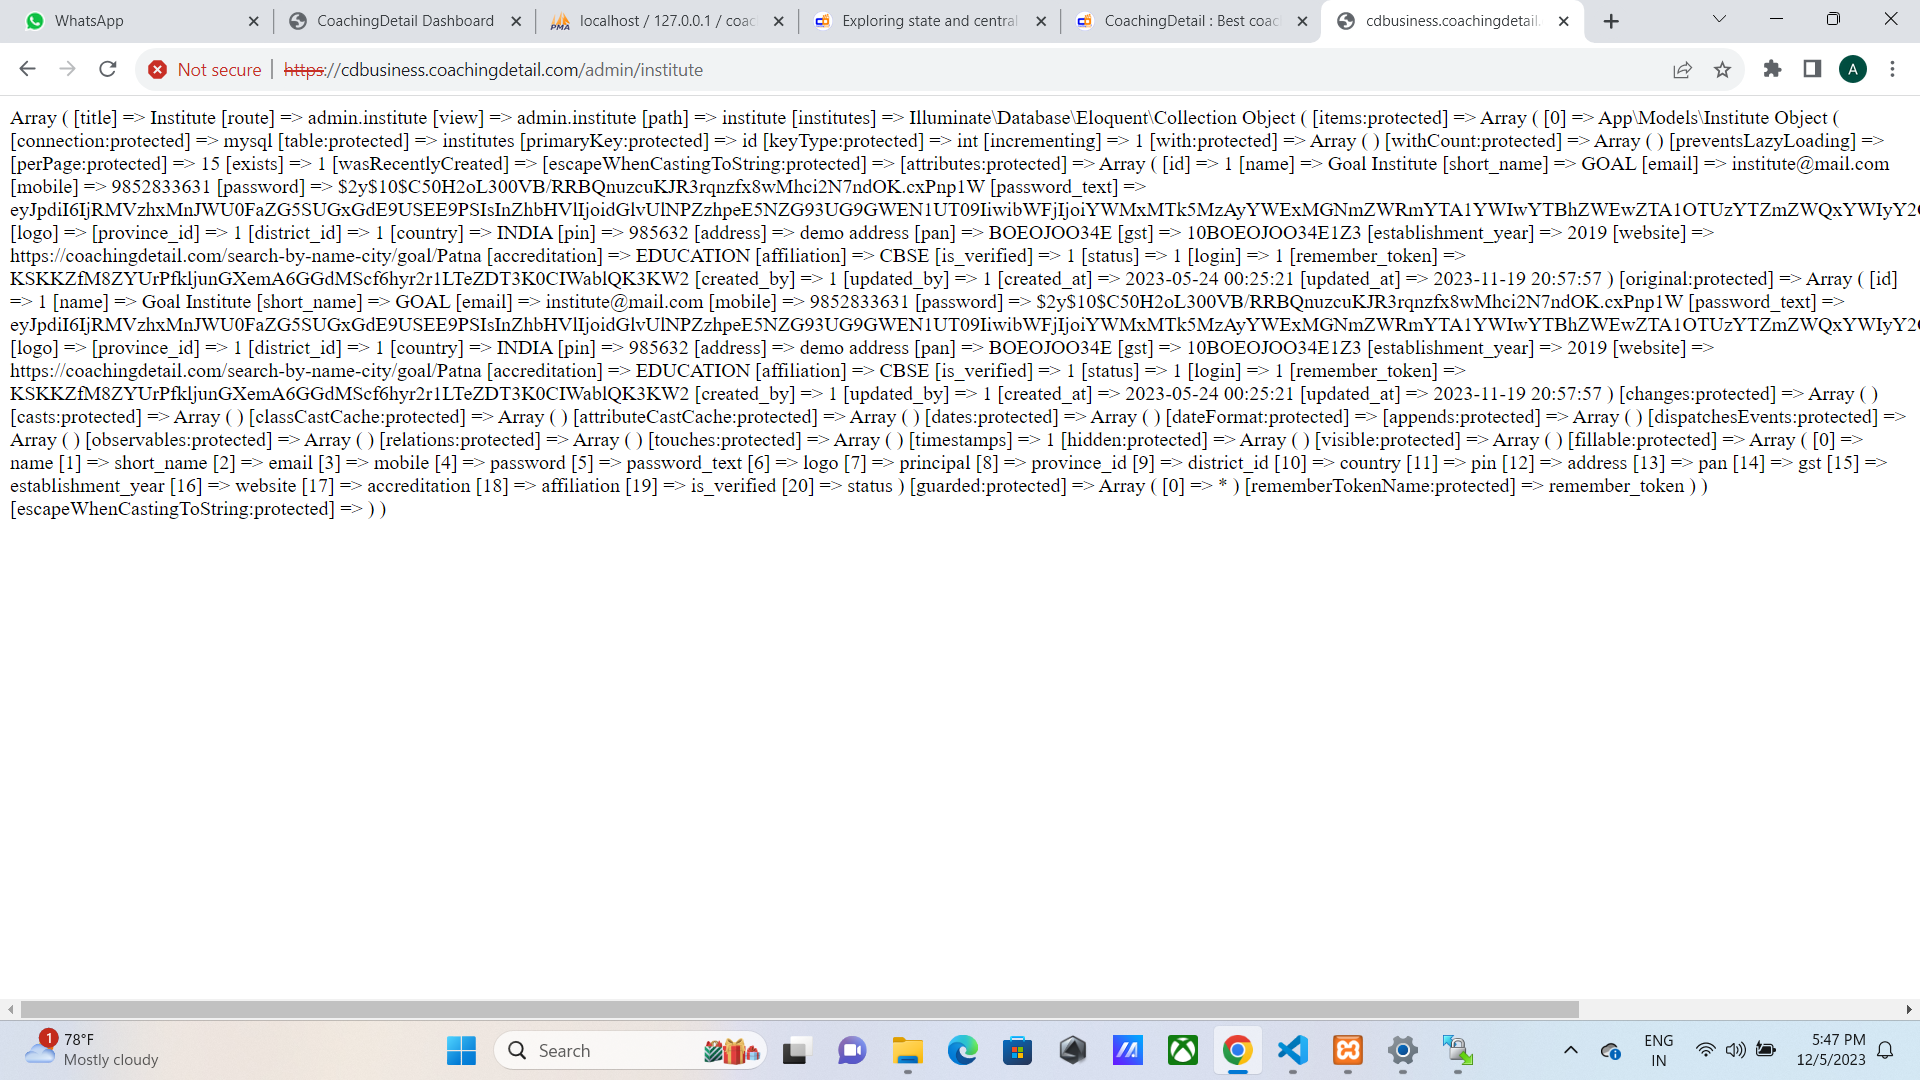 WhatsApp
CoachingDetail Dashboard
localhost / 127.0.0.1 / coac
Exploring state and central
CoachingDetail : Best coac
cdbusiness.coachingdetail.
Not secure https://cdbusiness.coachingdetail.com/admin/institute
A
Array ( [title] => Institute [route] => admin.institute [view] => admin.institute [path] => institute [institutes] => Illuminate\Database\Eloquent\Collection Object ( [items:protected] => Array ( [0] => App\Models\Institute Object (
[connection:protected] => mysql [table:protected] => institutes [primaryKey:protected] => id [keyType:protected] => int [incrementing] => 1 [with:protected] => Array ( ) [withCount:protected] => Array ( ) [preventsLazyLoading] =>
[perPage:protected] => 15 [exists] => 1 [wasRecentlyCreated] => [escapeWhenCastingToString:protected] => [attributes:protected] => Array ( [id] => 1 [name] => Goal Institute [short_name] => GOAL [email] => institute@mail.com
[mobile] => 9852833631 [password] => $2y$10$C50H2oL300VB/RRBQnuzcuKJR3rqnzfx8wMhci2N7ndOK.cxPnp1W [password_text] =>
eyJpdiI6IjRMVzhxMnJWU0FaZG5SUGxGdE9USEE9PSIsInZhbHVlIjoidGlvUlNPZzhpeE5NZG93UG9GWEN1UT09IiwibWFjIjoiYWMxMTk5MzAyYWExMGNmZWRmYTA1YWIwYTBhZWEwZTA1OTUzYTZmZWQxYWIyY2
[logo] => [province_id] => 1 [district_id] => 1 [country] => INDIA [pin] => 985632 [address] => demo address [pan] => BOEOJOO34E [gst] => 10BOEOJOO34E1Z3 [establishment_year] => 2019 [website] =>
https://coachingdetail.com/search-by-name-city/goal/Patna [accreditation] => EDUCATION [affiliation] => CBSE [is_verified] => 1 [status] => 1 [login] => 1 [remember_token] =>
KSKKZfM8ZYUrPfkljunGXemA6GGdMScf6hyr2r1LTeZDT3K0CIWablQK3KW2 [created_by] => 1 [updated_by] => 1 [created_at] => 2023-05-24 00:25:21 [updated_at] => 2023-11-19 20:57:57 ) [original:protected] => Array ( [id]
=> 1 [name] => Goal Institute [short_name] => GOAL [email] => institute@mail.com [mobile] => 9852833631 [password] => $2y$10$C50H2oL300VB/RRBQnuzcuKJR3rqnzfx8wMhci2N7ndOK.cxPnp1W [password_text] =>
eyJpdiI6IjRMVzhxMnJWU0FaZG5SUGxGdE9USEE9PSIsInZhbHVlIjoidGlvUlNPZzhpeE5NZG93UG9GWEN1UT09IiwibWFjIjoiYWMxMTk5MzAyYWExMGNmZWRmYTA1YWIwYTBhZWEwZTA1OTUzYTZmZWQxYWIyY2
[logo] => [province_id] => 1 [district_id] => 1 [country] => INDIA [pin] => 985632 [address] => demo address [pan] => BOEOJOO34E [gst] => 10BOEOJOO34E1Z3 [establishment_year] => 2019 [website] =>
https://coachingdetail.com/search-by-name-city/goal/Patna [accreditation] => EDUCATION [affiliation] => CBSE [is_verified] => 1 [status] => 1 [login] => 1 [remember_token] =>
KSKKZfM8ZYUrPfkljunGXemA6GGdMScf6hyr2r1LTeZDT3K0CIWablQK3KW2 [created_by] => 1 [updated_by] => 1 [created_at] => 2023-05-24 00:25:21 [updated_at] => 2023-11-19 20:57:57 ) [changes:protected] => Array ( )
[casts:protected] => Array ( ) [classCastCache:protected] => Array ( ) [attributeCastCache:protected] => Array ( ) [dates:protected] => Array ( ) [dateFormat:protected] => [appends:protected] => Array ( ) [dispatchesEvents:protected] =>
Array ( ) [observables:protected] => Array ( ) [relations:protected] => Array ( ) [touches:protected] => Array ( ) [timestamps] => 1 [hidden:protected] => Array ( ) [visible:protected] => Array ( ) [fillable:protected] => Array ( [0] =>
name [1] => short_name [2] => email [3] => mobile [4] => password [5] => password_text [6] => logo [7] => principal [8] => province_id [9] => district_id [10] => country [11] => pin [12] => address [13] => pan [14] => gst [15] =>
establishment_year [16] => website [17] => accreditation [18] => affiliation [19] => is_verified [20] => status ) [guarded:protected] => Array ( [0] => * ) [rememberTokenName:protected] => remember_token ) )
[escapeWhenCastingToString:protected] => ) )
1
78°F
Mostly cloudy
Search
ENG
IN
5:47 PM
12/5/2023